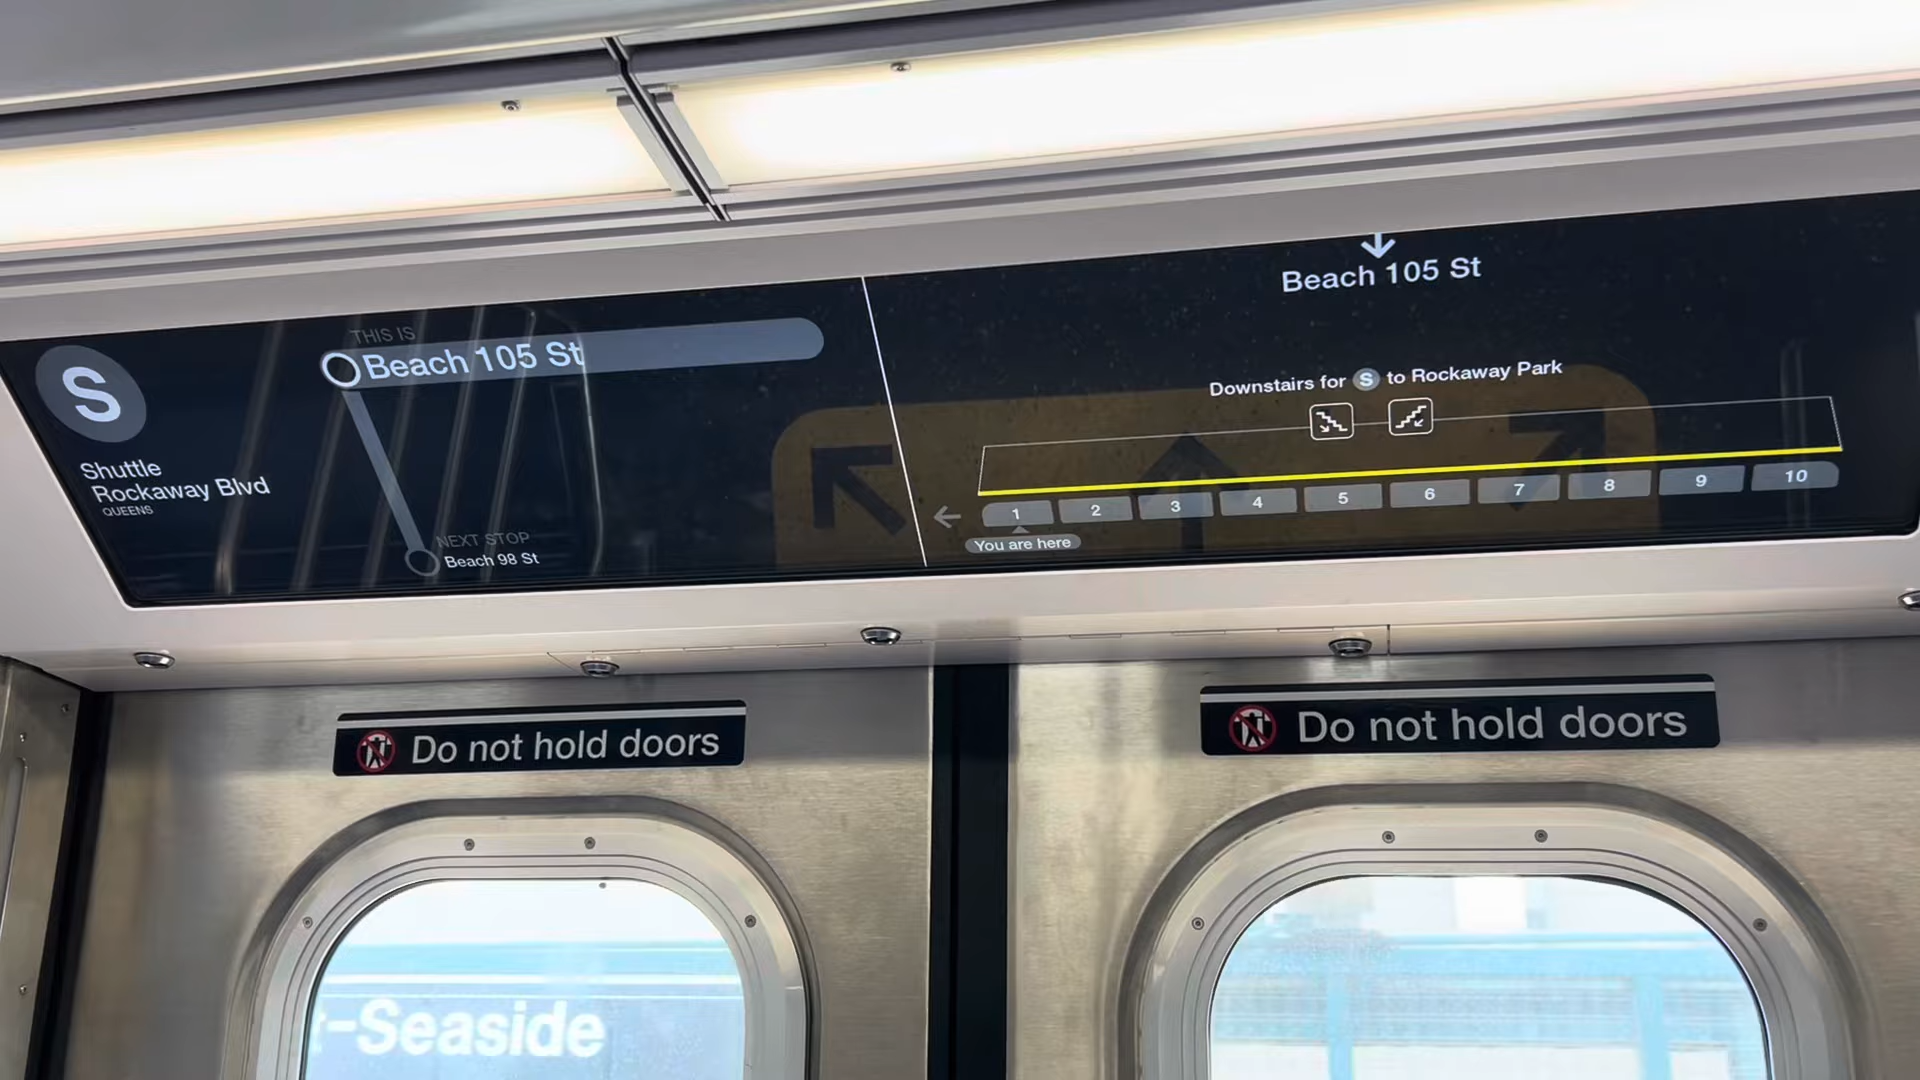 S
Shuttle
Rockaway Blvd
QUEENS
THIS IS
Beach 105 St
NEXT STOP
Beach 98 St
Beach 105 St
Downstairs for S to Rockaway Park
1 2 3 4 5 6 7 8 9 10
You are here
Do not hold doors
Do not hold doors
-Seaside